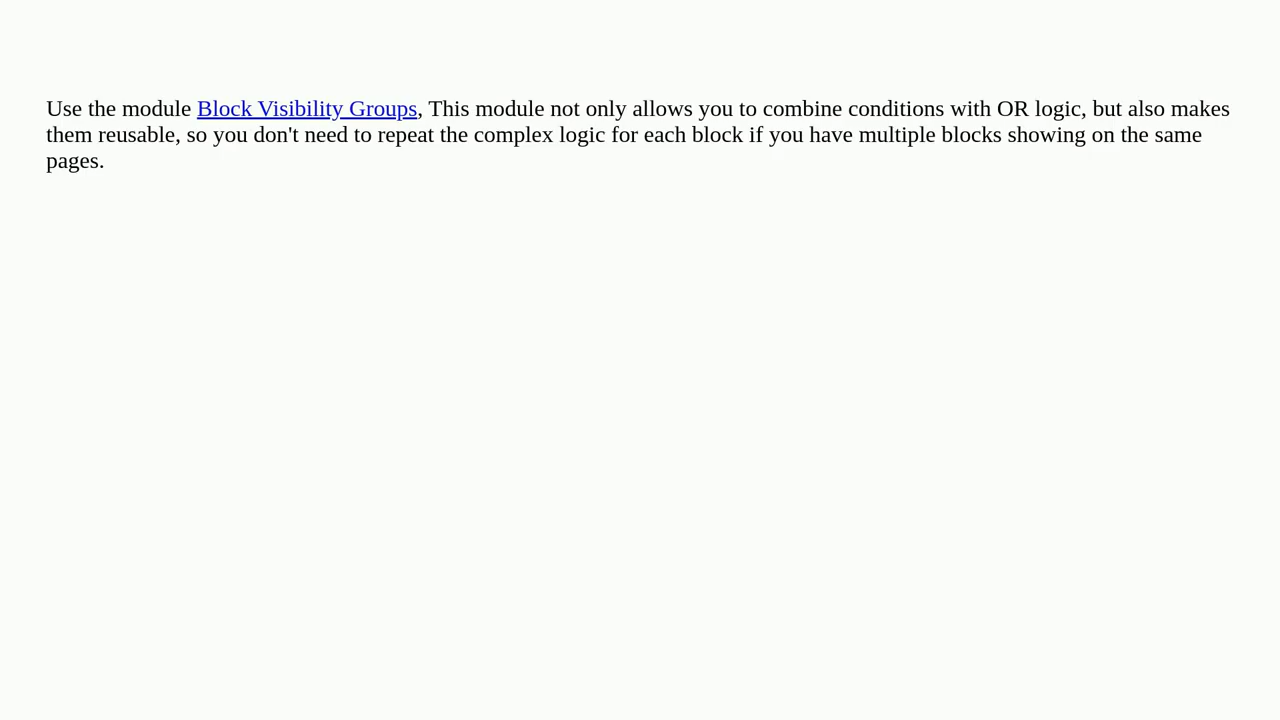 Use the module Block Visibility Groups, This module not only allows you to combine conditions with OR logic, but also makes
them reusable, so you don't need to repeat the complex logic for each block if you have multiple blocks showing on the same
pages.